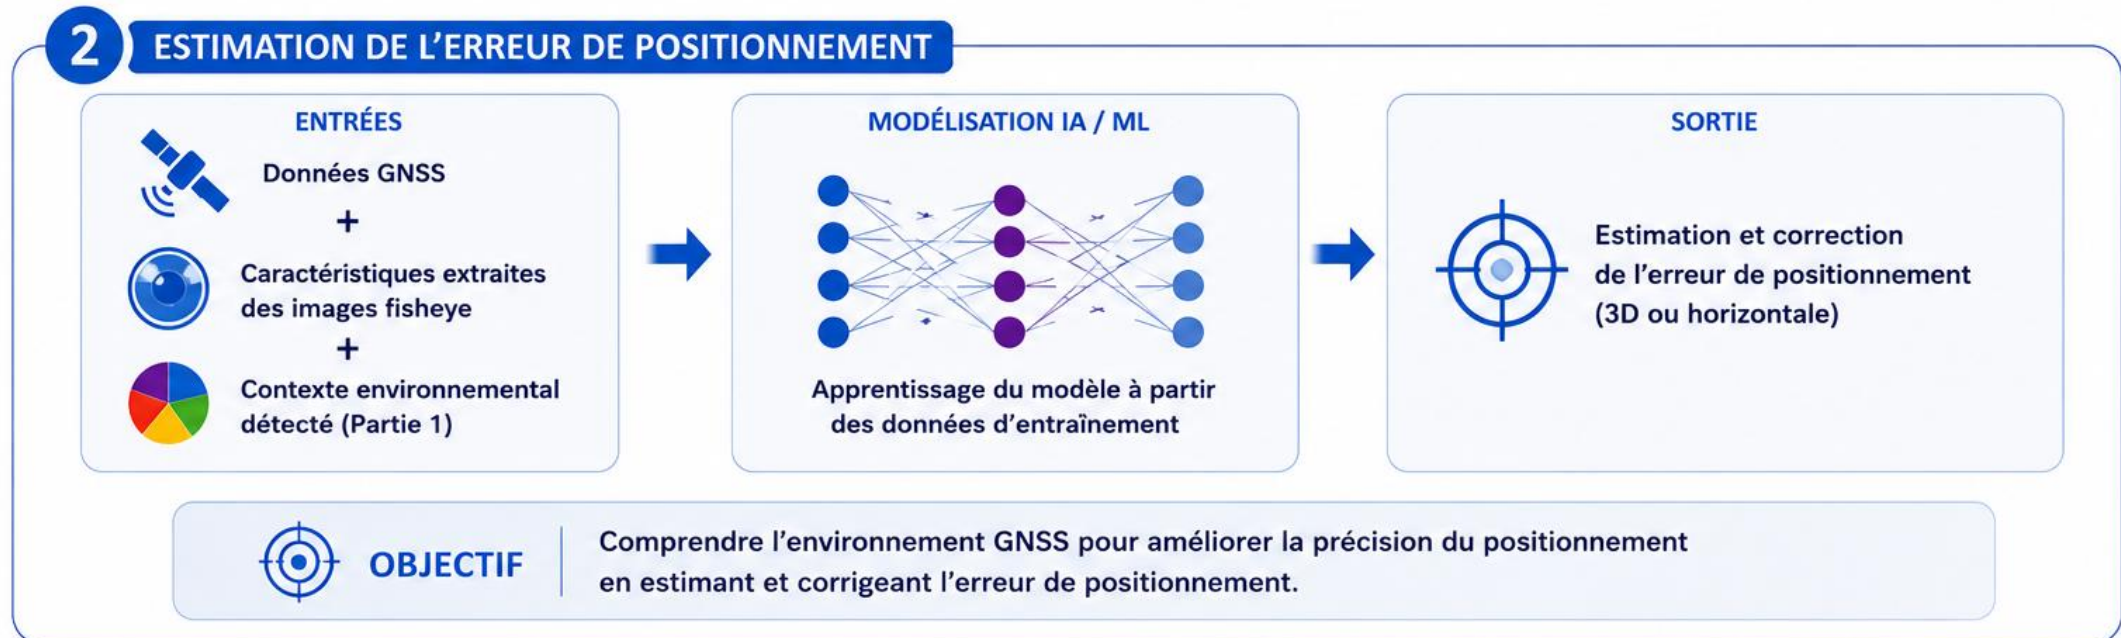 2 ESTIMATION DE L’ERREUR DE POSITIONNEMENT
ENTRÉES
Données GNSS
+
Caractéristiques extraites
des images fisheye
+
Contexte environmental
détecté (Partie 1)
MODÉLISATION IA / ML
Apprentissage du modèle à partir
des données d’entraînement
SORTIE
Estimation et correction
de l’erreur de positionnement
(3D ou horizontale)
OBJECTIF
Comprendre l’environnement GNSS pour améliorer la précision du positionnement
en estimant et corrigeant l’erreur de positionnement.